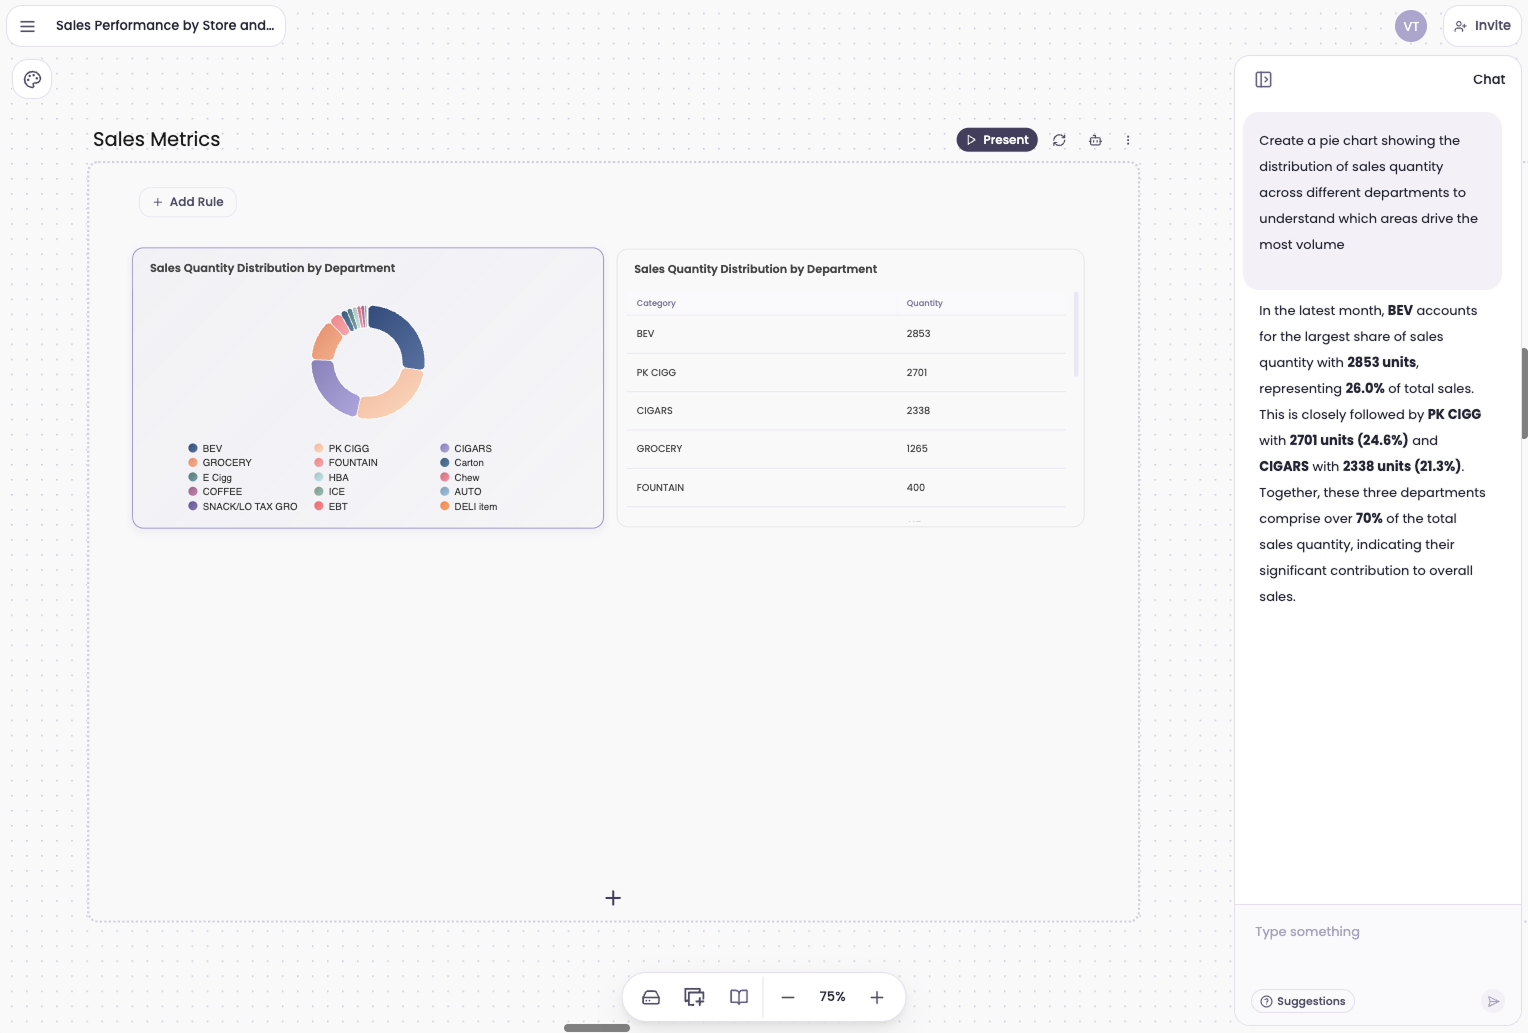 Sales Performance by Store and...
VT
Invite
Chat
Sales Metrics
Present
Add Rule
Sales Quantity Distribution by Department
BEV
PK CIGG
CIGARS
GROCERY
FOUNTAIN
Carton
E Cigg
HBA
Chew
COFFEE
ICE
AUTO
SNACK/LO TAX GRO
EBT
DELI item
Sales Quantity Distribution by Department
Category Quantity
BEV 2853
PK CIGG 2701
CIGARS 2338
GROCERY 1265
FOUNTAIN 400
Create a pie chart showing the
distribution of sales quantity
across different departments to
understand which areas drive the
most volume
In the latest month, BEV accounts
for the largest share of sales
quantity with 2853 units,
representing 26.0% of total sales.
This is closely followed by PK CIGG
with 2701 units (24.6%) and
CIGARS with 2338 units (21.3%).
Together, these three departments
comprise over 70% of the total
sales quantity, indicating their
significant contribution to overall
sales.
Type something
Suggestions
75%